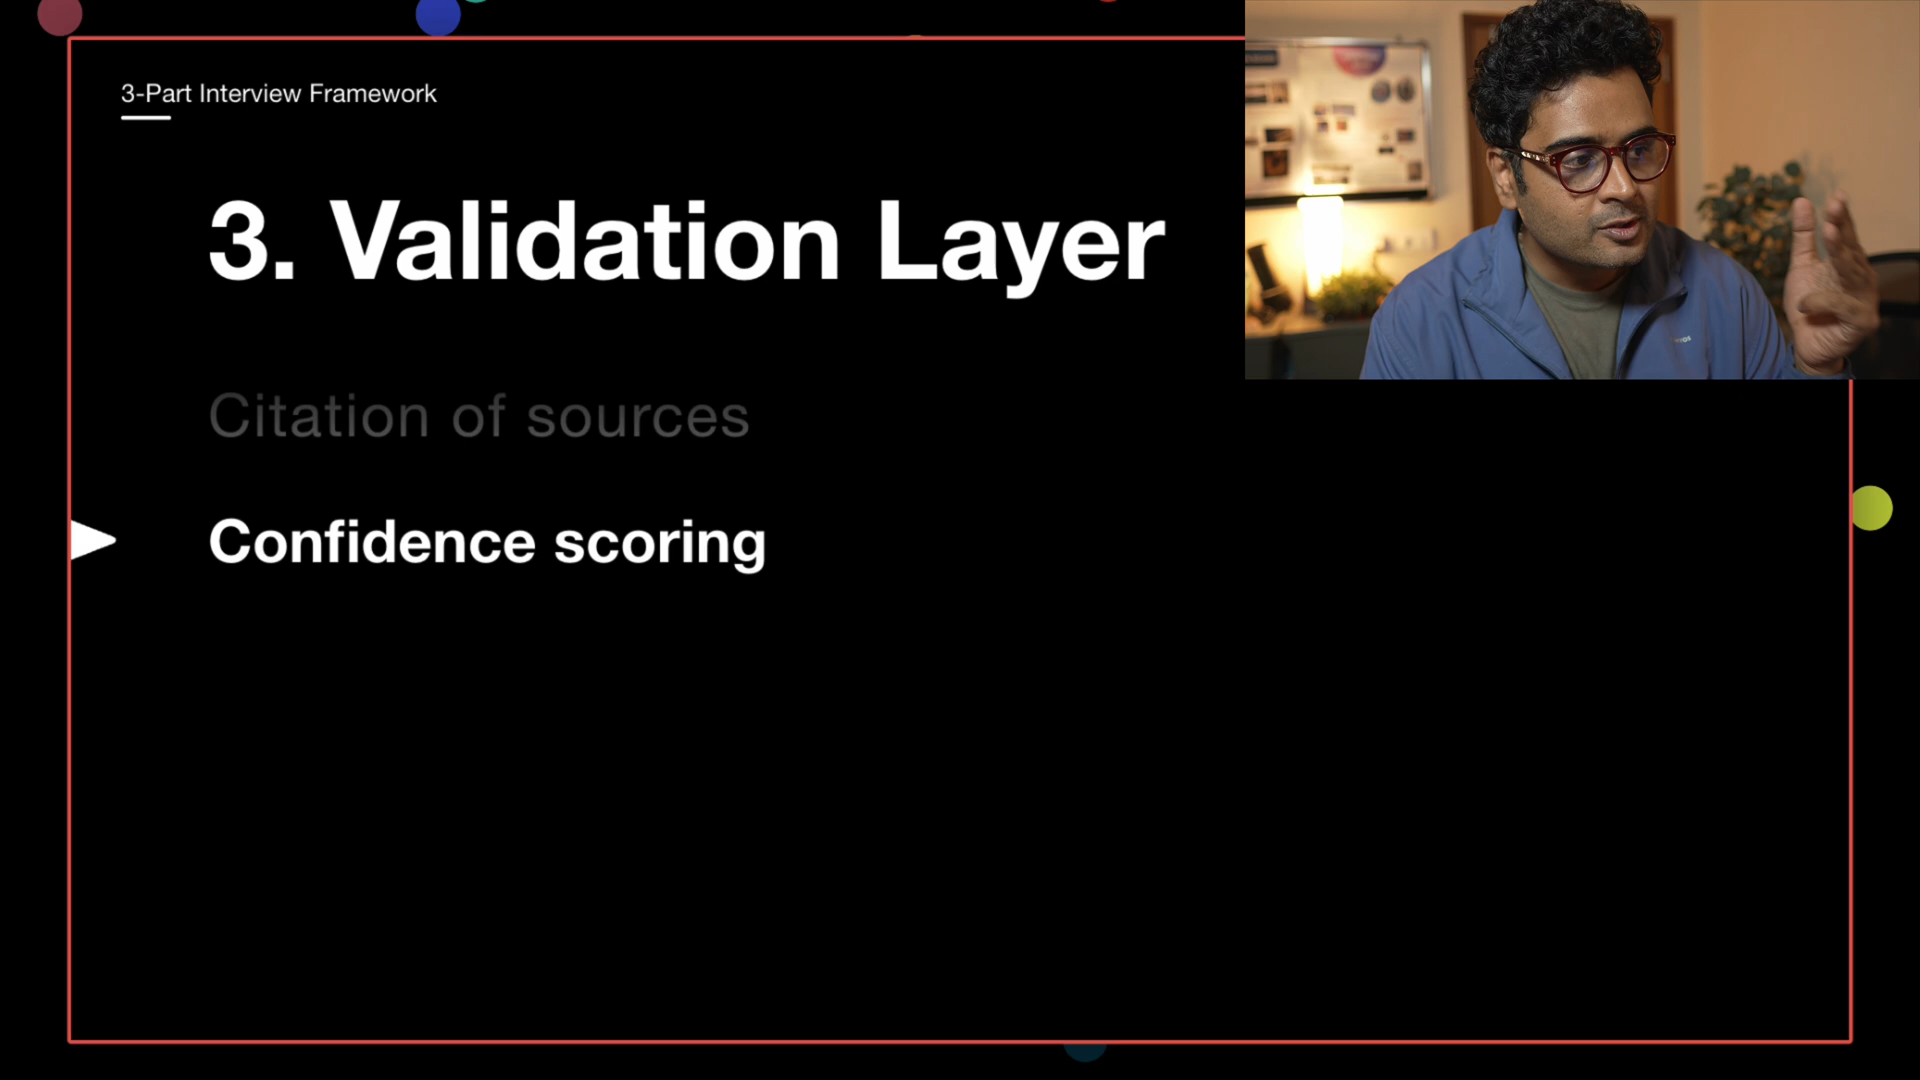 3-Part Interview Framework
3. Validation Layer
Citation of sources
Confidence scoring